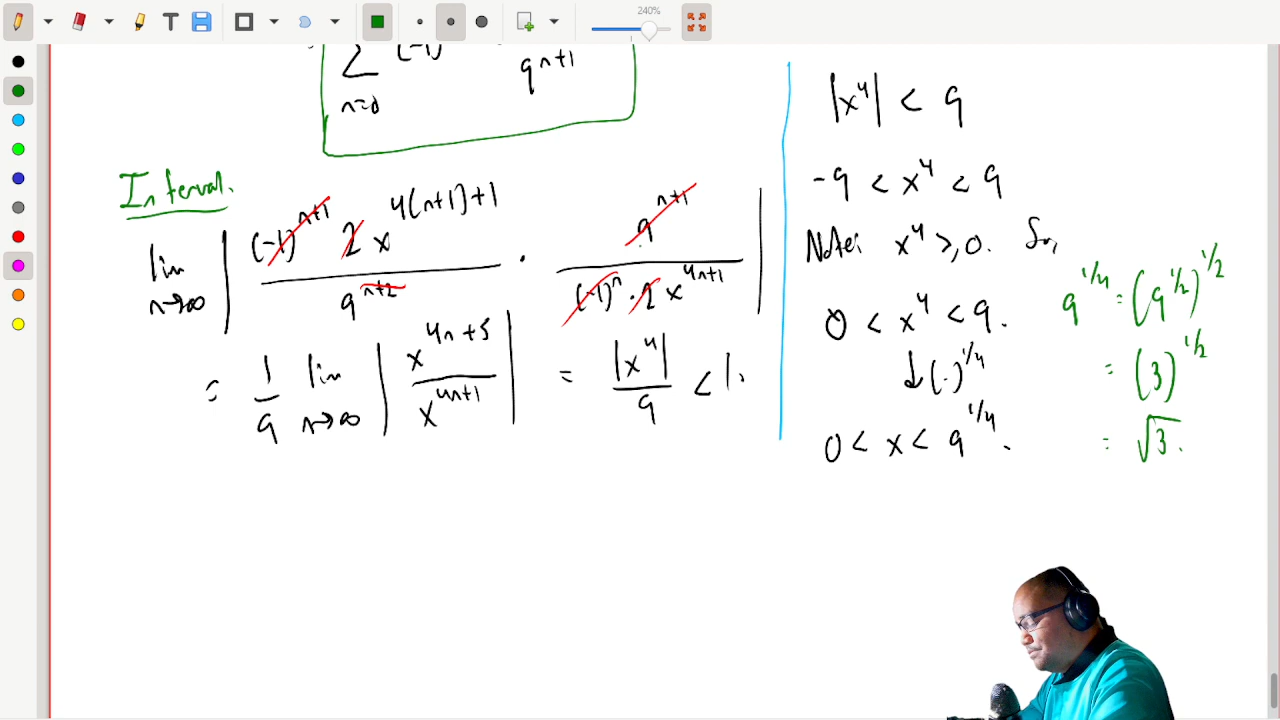 240%
∑ n=0 (-1) 9^{n+1}
Interval.
lim n→∞ | (-1)^{n+1} 2 x^{4(n+1)+1} / 9^{n+2} · 9^{n+1} / (-1)^n · 2 x^{4n+1} |
= 1/9 lim n→∞ | x^{4n+5} / x^{4n+1} | = |x^4| / 9 < 1.
|x^4| < 9
-9 < x^4 < 9
Note: x^4 ≥ 0. So,
0 < x^4 < 9.
↓ (·)^{1/4}
0 < x < 9^{1/4}.
9^{1/4} = (9^{1/2})^{1/2}
= (3)^{1/2}
= √3.